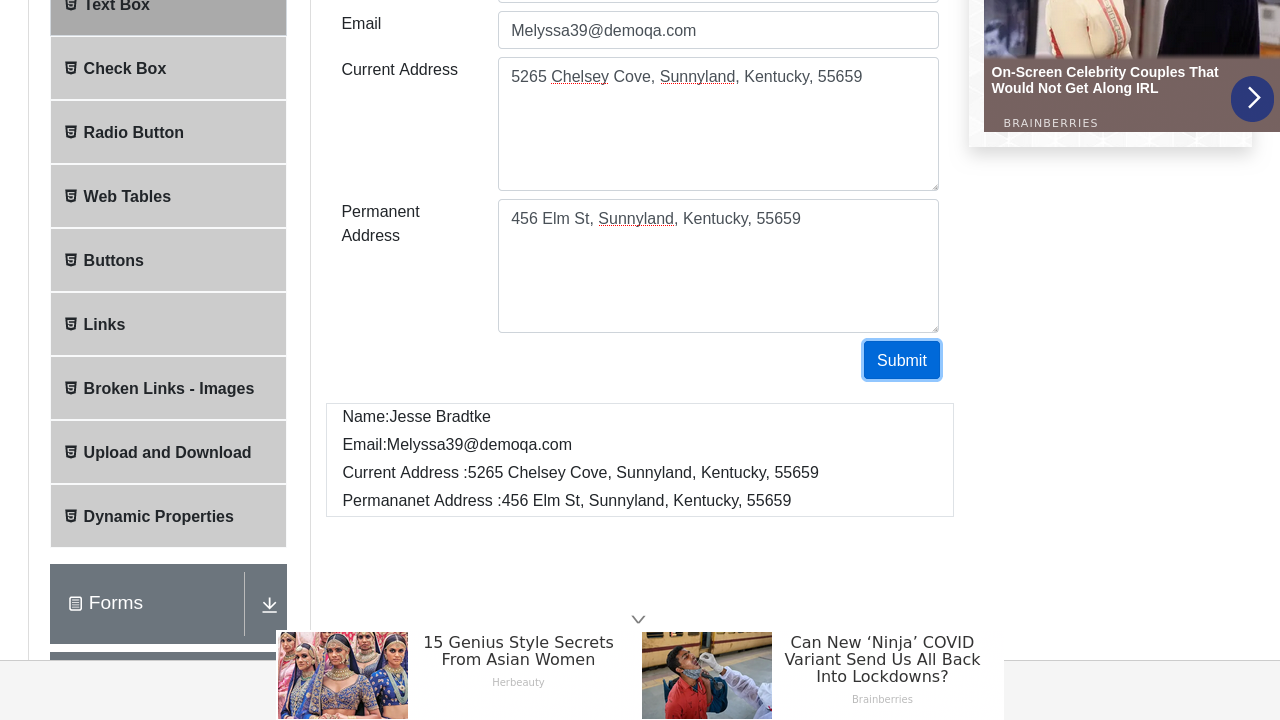 Text Box
Check Box
Radio Button
Web Tables
Buttons
Links
Broken Links - Images
Upload and Download
Dynamic Properties
Forms
Email
Melyssa39@demoqa.com
Current Address
5265 Chelsey Cove, Sunnyland, Kentucky, 55659
Permanent
Address
456 Elm St, Sunnyland, Kentucky, 55659
Submit
Name:Jesse Bradtke
Email:Melyssa39@demoqa.com
Current Address :5265 Chelsey Cove, Sunnyland, Kentucky, 55659
Permananet Address :456 Elm St, Sunnyland, Kentucky, 55659
On-Screen Celebrity Couples That
Would Not Get Along IRL
BRAINBERRIES
15 Genius Style Secrets
From Asian Women
Herbeauty
Can New ‘Ninja’ COVID
Variant Send Us All Back
Into Lockdowns?
Brainberries